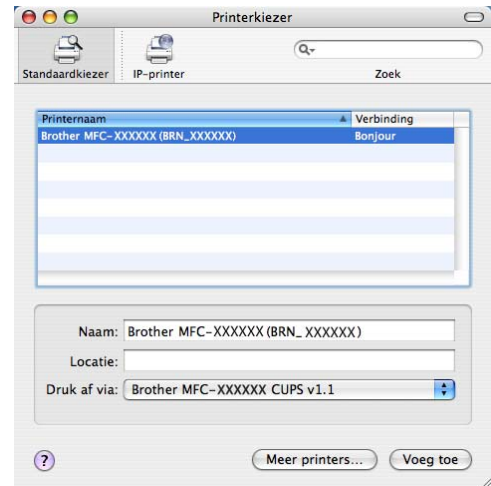 Printerkiezer
Standaardkiezer
IP-printer
Zoek
Printernaam
Verbinding
Brother MFC-XXXXXX (BRN_XXXXXX)
Bonjour
Naam: Brother MFC-XXXXXX (BRN_ XXXXXX)
Locatie:
Druk af via: Brother MFC-XXXXXX CUPS v1.1
?
Meer printers...
Voeg toe